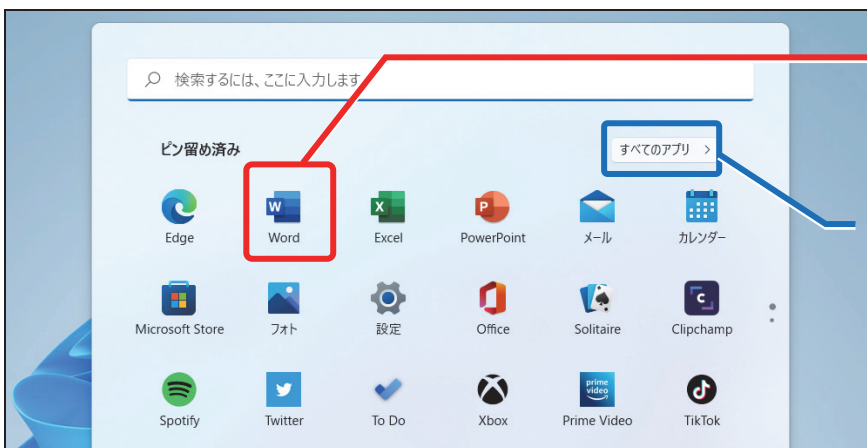 検索するには、ここに入力します
ピン留め済み
すべてのアプリ >
Edge
Word
Excel
PowerPoint
メール
カレンダー
Microsoft Store
フォト
設定
Office
Solitaire
Clipchamp
Spotify
Twitter
To Do
Xbox
prime video
Prime Video
TikTok